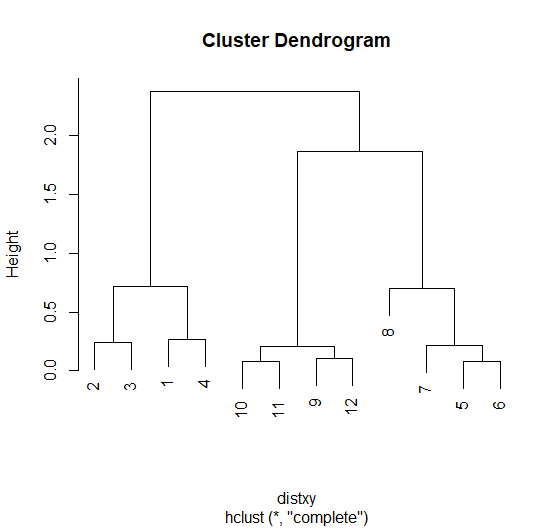 Cluster Dendrogram
Height
2.0
1.5
1.0
0.5
0.0
2 3 1 4 10 11 9 12 8 7 5 6
distxy
hclust (*, "complete")